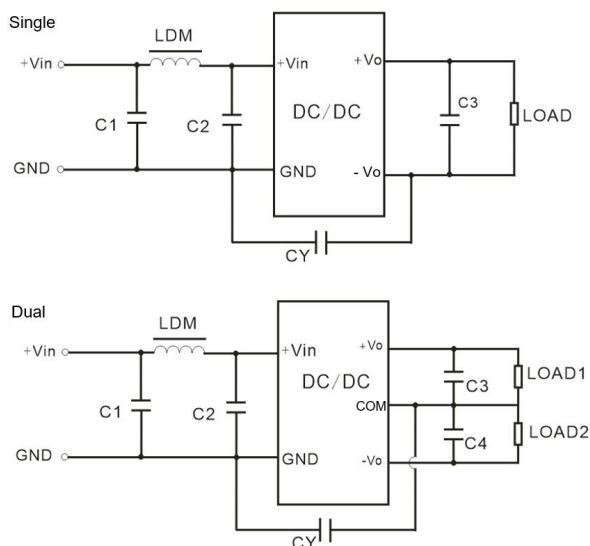 Single
LDM
+Vin
+Vin
+Vo
C1
C2
DC/DC
C3
LOAD
GND
GND
- Vo
CY
Dual
LDM
+Vin
+Vin
+Vo
DC/DC
C3
LOAD1
C1
C2
COM
C4
LOAD2
GND
GND
-Vo
CY